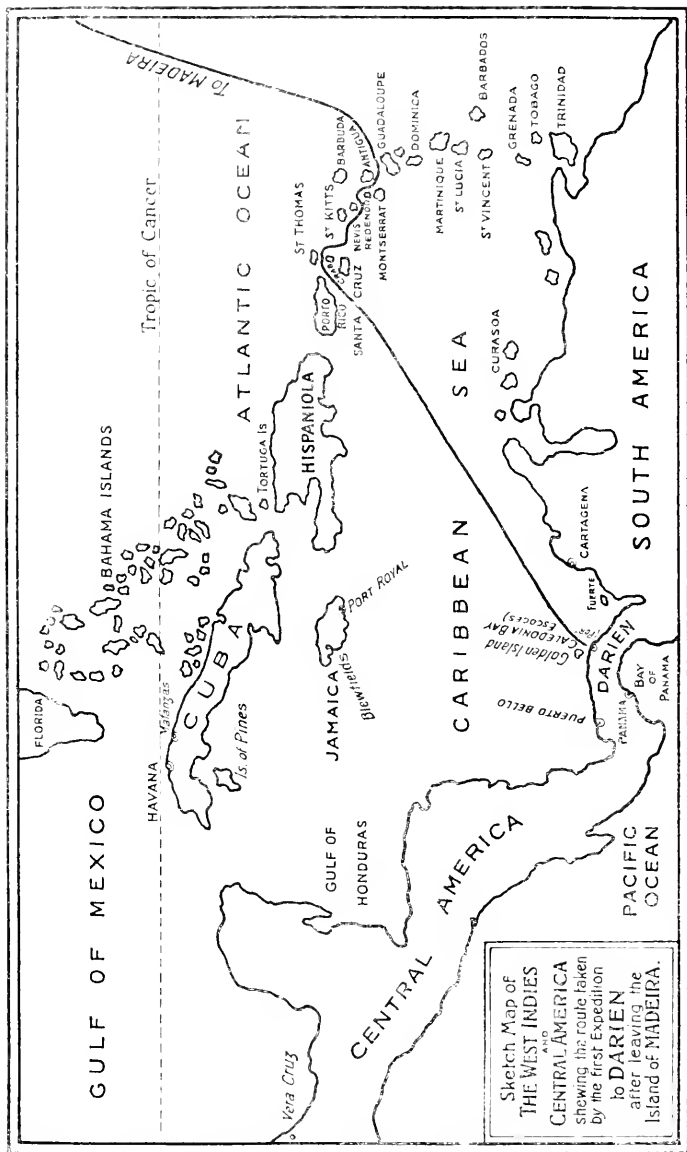 Sketch Map of
THE WEST INDIES
AND
CENTRAL AMERICA
shewing the route taken
by the first Expedition
to DARIEN
after leaving the
Island of MADEIRA.
GULF OF MEXICO
FLORIDA
BAHAMA ISLANDS
Tropic of Cancer
To MADEIRA
ATLANTIC OCEAN
HAVANA
Matanzas
CUBA
Is. of Pines
Vera Cruz
TORTUGA IS
HISPANIOLA
PORTO
RICO
ST THOMAS
CRAB
SANTA CRUZ
ST KITTS
NEVIS
REDENDO
BARBUDA
ANTIGUA
MONTSERRAT
GUADALOUPE
DOMINICA
MARTINIQUE
ST LUCIA
BARBADOS
ST VINCENT
GRENADA
TOBAGO
TRINIDAD
JAMAICA
Blewfields
PORT ROYAL
GULF OF
HONDURAS
CARIBBEAN SEA
CURASOA
CENTRAL AMERICA
PUERTO BELLO
Golden Island
CALEDONIA BAY
ESCOCES)
DARIEN
FUERTE
CARTAGENA
PANAMA
BAY
OF
PANAMA
PACIFIC
OCEAN
SOUTH AMERICA